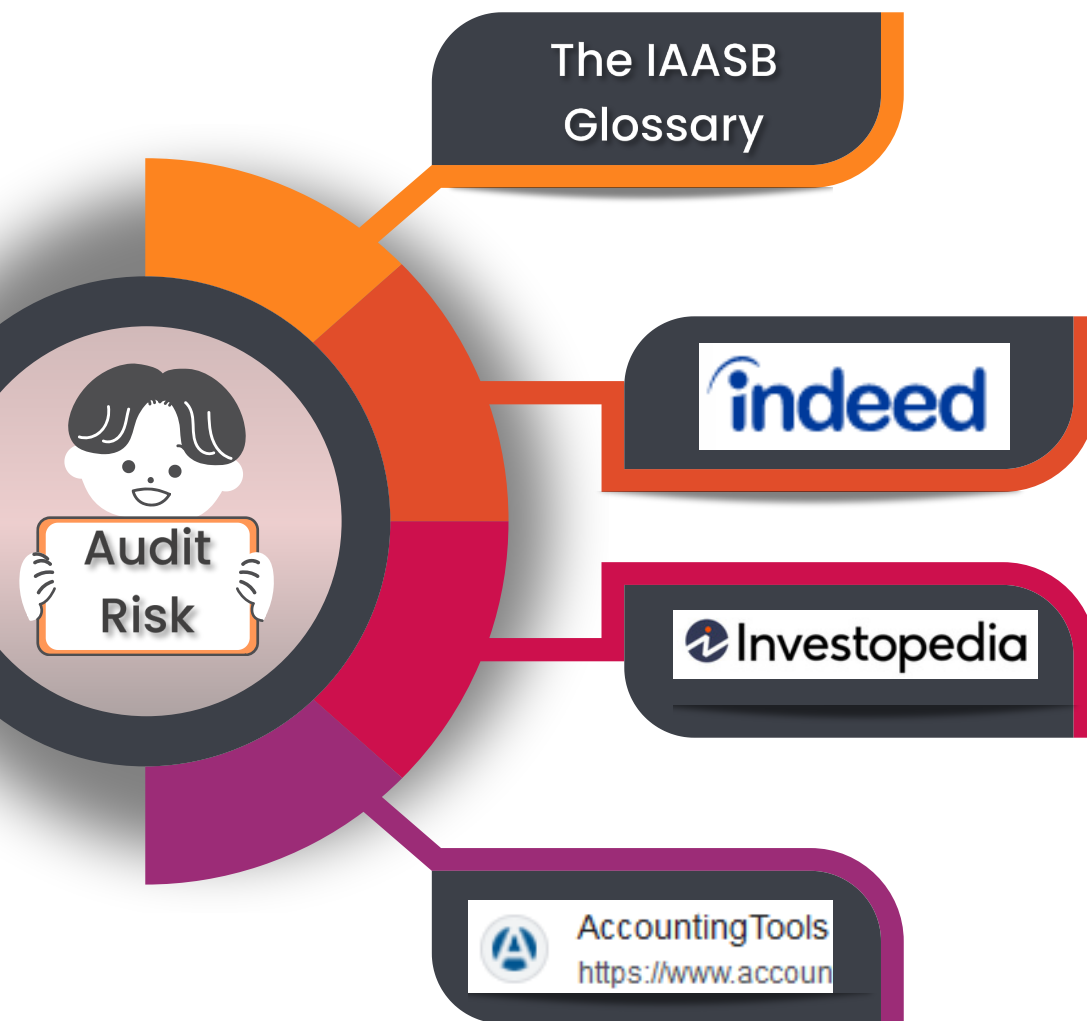 The IAASB
Glossary
indeed
Audit
Risk
Investopedia
AccountingTools
https://www.accoun